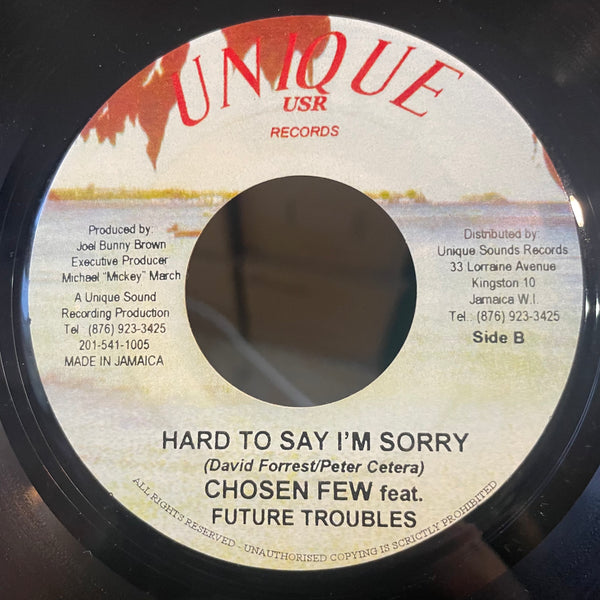 UNIQUE
USR
RECORDS
Produced by:
Joel Bunny Brown
Executive Producer
Michael "Mickey" March
A Unique Sound
Recording Production
Tel : (876) 923-3425
201-541-1005
MADE IN JAMAICA
Distributed by:
Unique Sounds Records
33 Lorraine Avenue
Kingston 10
Jamaica W.I.
Tel.: (876) 923-3425
Side B
HARD TO SAY I'M SORRY
(David Forrest/Peter Cetera)
CHOSEN FEW feat.
FUTURE TROUBLES
ALL RIGHTS RESERVED - UNAUTHORISED COPYING IS SCRICTLY PROHIBITED